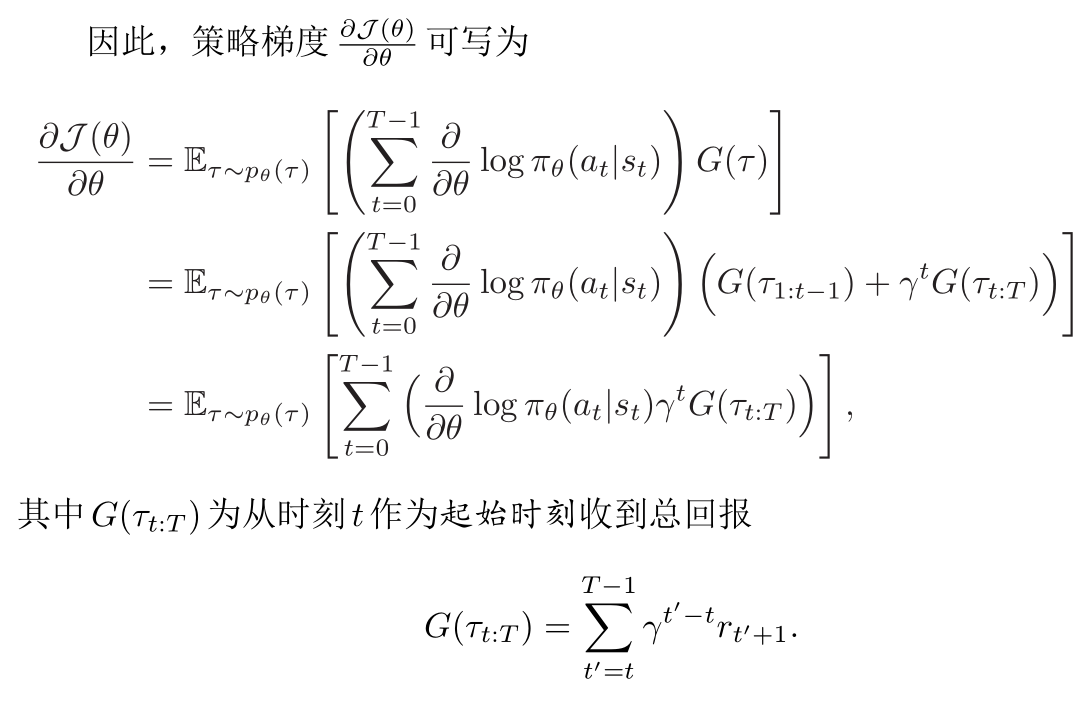 因此，策略梯度 $\frac{\partial \mathcal{J}(\theta)}{\partial \theta}$ 可写为
$\frac{\partial \mathcal{J}(\theta)}{\partial \theta} = \mathbb{E}_{\tau \sim p_\theta(\tau)} \left[ \left( \sum_{t=0}^{T-1} \frac{\partial}{\partial \theta} \log \pi_\theta(a_t|s_t) \right) G(\tau) \right]$
$= \mathbb{E}_{\tau \sim p_\theta(\tau)} \left[ \left( \sum_{t=0}^{T-1} \frac{\partial}{\partial \theta} \log \pi_\theta(a_t|s_t) \right) \left( G(\tau_{1:t-1}) + \gamma^t G(\tau_{t:T}) \right) \right]$
$= \mathbb{E}_{\tau \sim p_\theta(\tau)} \left[ \sum_{t=0}^{T-1} \left( \frac{\partial}{\partial \theta} \log \pi_\theta(a_t|s_t) \gamma^t G(\tau_{t:T}) \right) \right],$
其中 $G(\tau_{t:T})$ 为从时刻 $t$ 作为起始时刻收到总回报
$G(\tau_{t:T}) = \sum_{t'=t}^{T-1} \gamma^{t'-t} r_{t'+1}.$